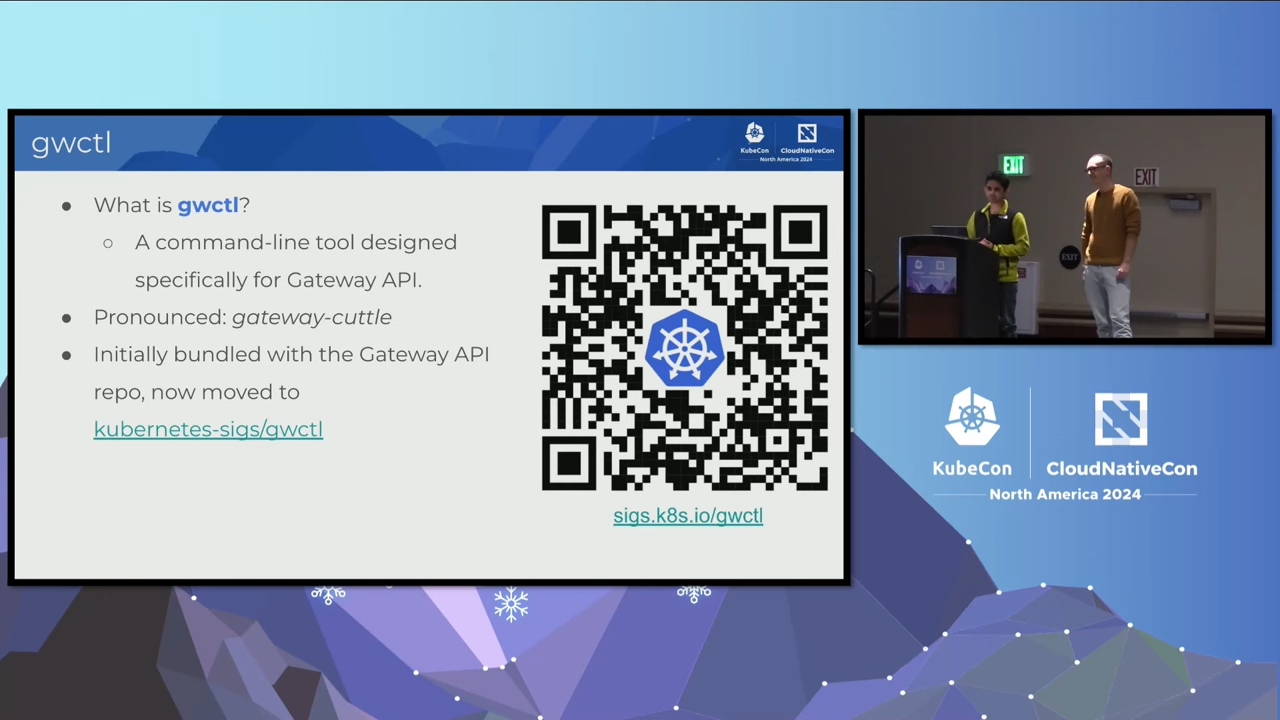 gwctl
KubeCon
CloudNativeCon
North America 2024
What is gwctl?
A command-line tool designed
specifically for Gateway API.
Pronounced: gateway-cuttle
Initially bundled with the Gateway API
repo, now moved to
kubernetes-sigs/gwctl
sigs.k8s.io/gwctl
EXIT
EXIT
EXIT
KubeCon
CloudNativeCon
North America 2024